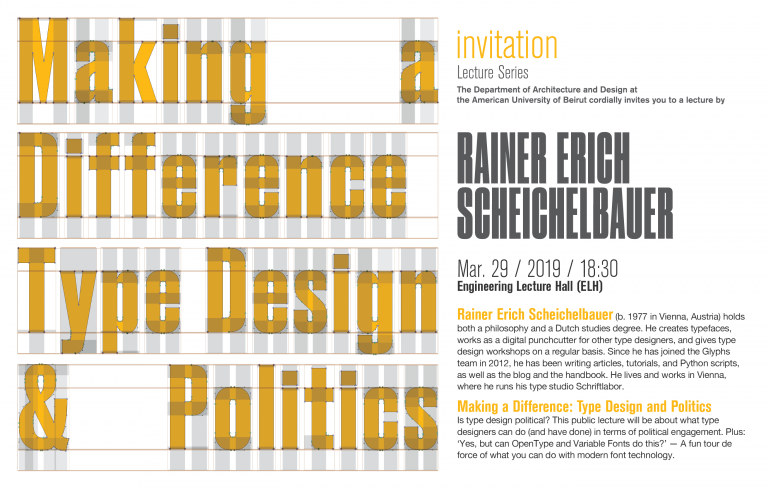 Making a
Difference
Type Design
& Politics
invitation
Lecture Series
The Department of Architecture and Design at
the American University of Beirut cordially invites you to a lecture by
RAINER ERICH
SCHEICHELBAUER
Mar. 29 / 2019 / 18:30
Engineering Lecture Hall (ELH)
Rainer Erich Scheichelbauer (b. 1977 in Vienna, Austria) holds
both a philosophy and a Dutch studies degree. He creates typefaces,
works as a digital punchcutter for other type designers, and gives type
design workshops on a regular basis. Since he has joined the Glyphs
team in 2012, he has been writing articles, tutorials, and Python scripts,
as well as the blog and the handbook. He lives and works in Vienna,
where he runs his type studio Schriftlabor.
Making a Difference: Type Design and Politics
Is type design political? This public lecture will be about what type
designers can do (and have done) in terms of political engagement. Plus:
‘Yes, but can OpenType and Variable Fonts do this?’ — A fun tour de
force of what you can do with modern font technology.